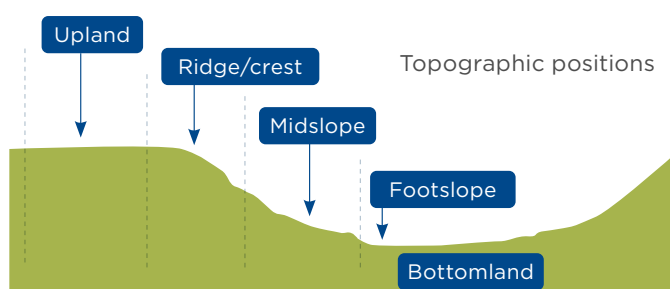 Upland
Ridge/crest
Topographic positions
Midslope
Footslope
Bottomland